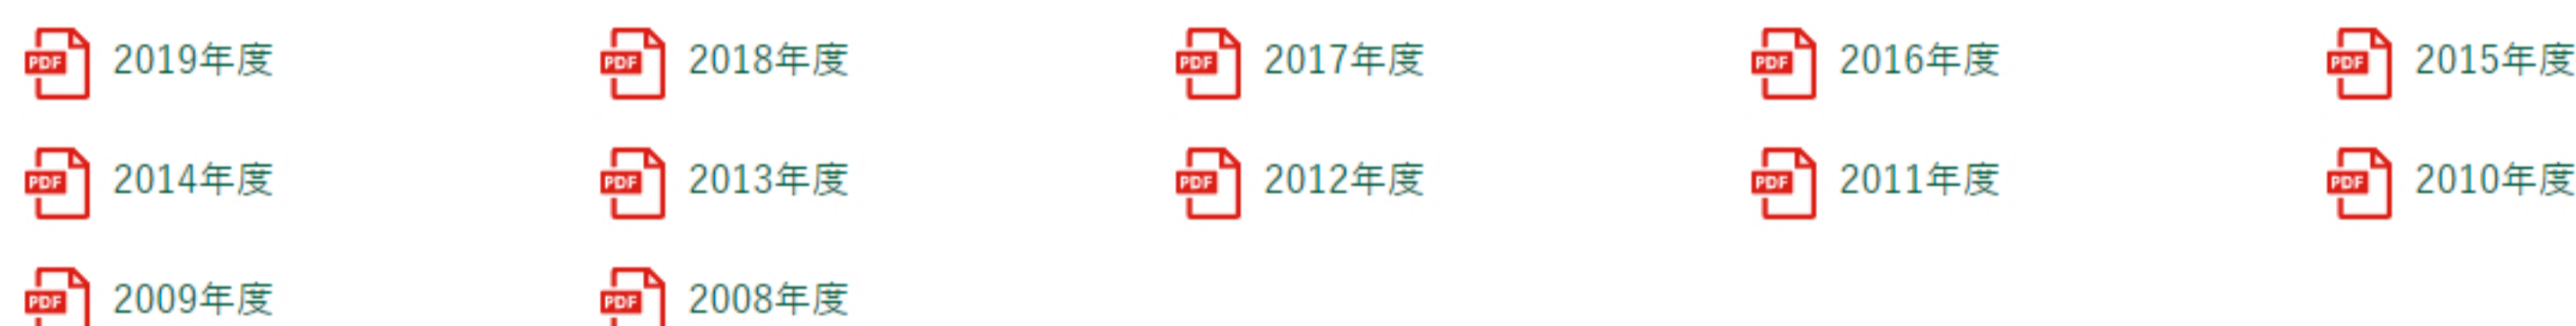 PDF 2019年度 PDF 2018年度 PDF 2017年度 PDF 2016年度 PDF 2015年度
PDF 2014年度 PDF 2013年度 PDF 2012年度 PDF 2011年度 PDF 2010年度
PDF 2009年度 PDF 2008年度